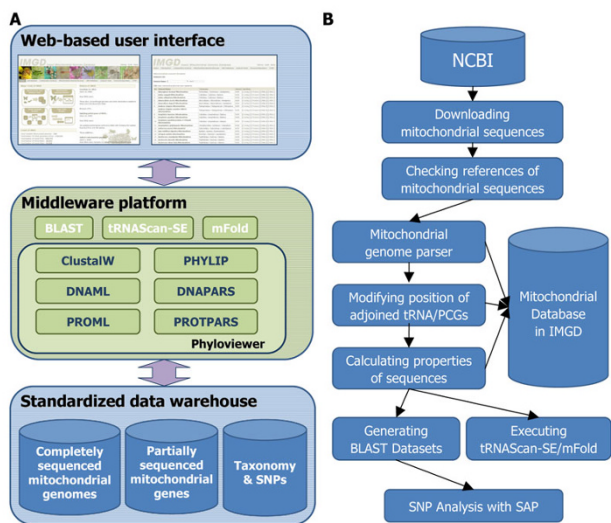 A
Web-based user interface
IMGD
IMGD
Middleware platform
BLAST
tRNAScan-SE
mFold
ClustalW
PHYLIP
DNAML
DNAPARS
PROML
PROTPARS
Phyloviewer
Standardized data warehouse
Completely
sequenced
mitochondrial
genomes
Partially
sequenced
mitochondrial
genes
Taxonomy
& SNPs
B
NCBI
Downloading
mitochondrial sequences
Checking references of
mitochondrial sequences
Mitochondrial
genome parser
Modifying position of
adjoined tRNA/PCGs
Calculating properties
of sequences
Mitochondrial
Database
in IMGD
Generating
BLAST Datasets
Executing
tRNAScan-SE/mFold
SNP Analysis with SAP